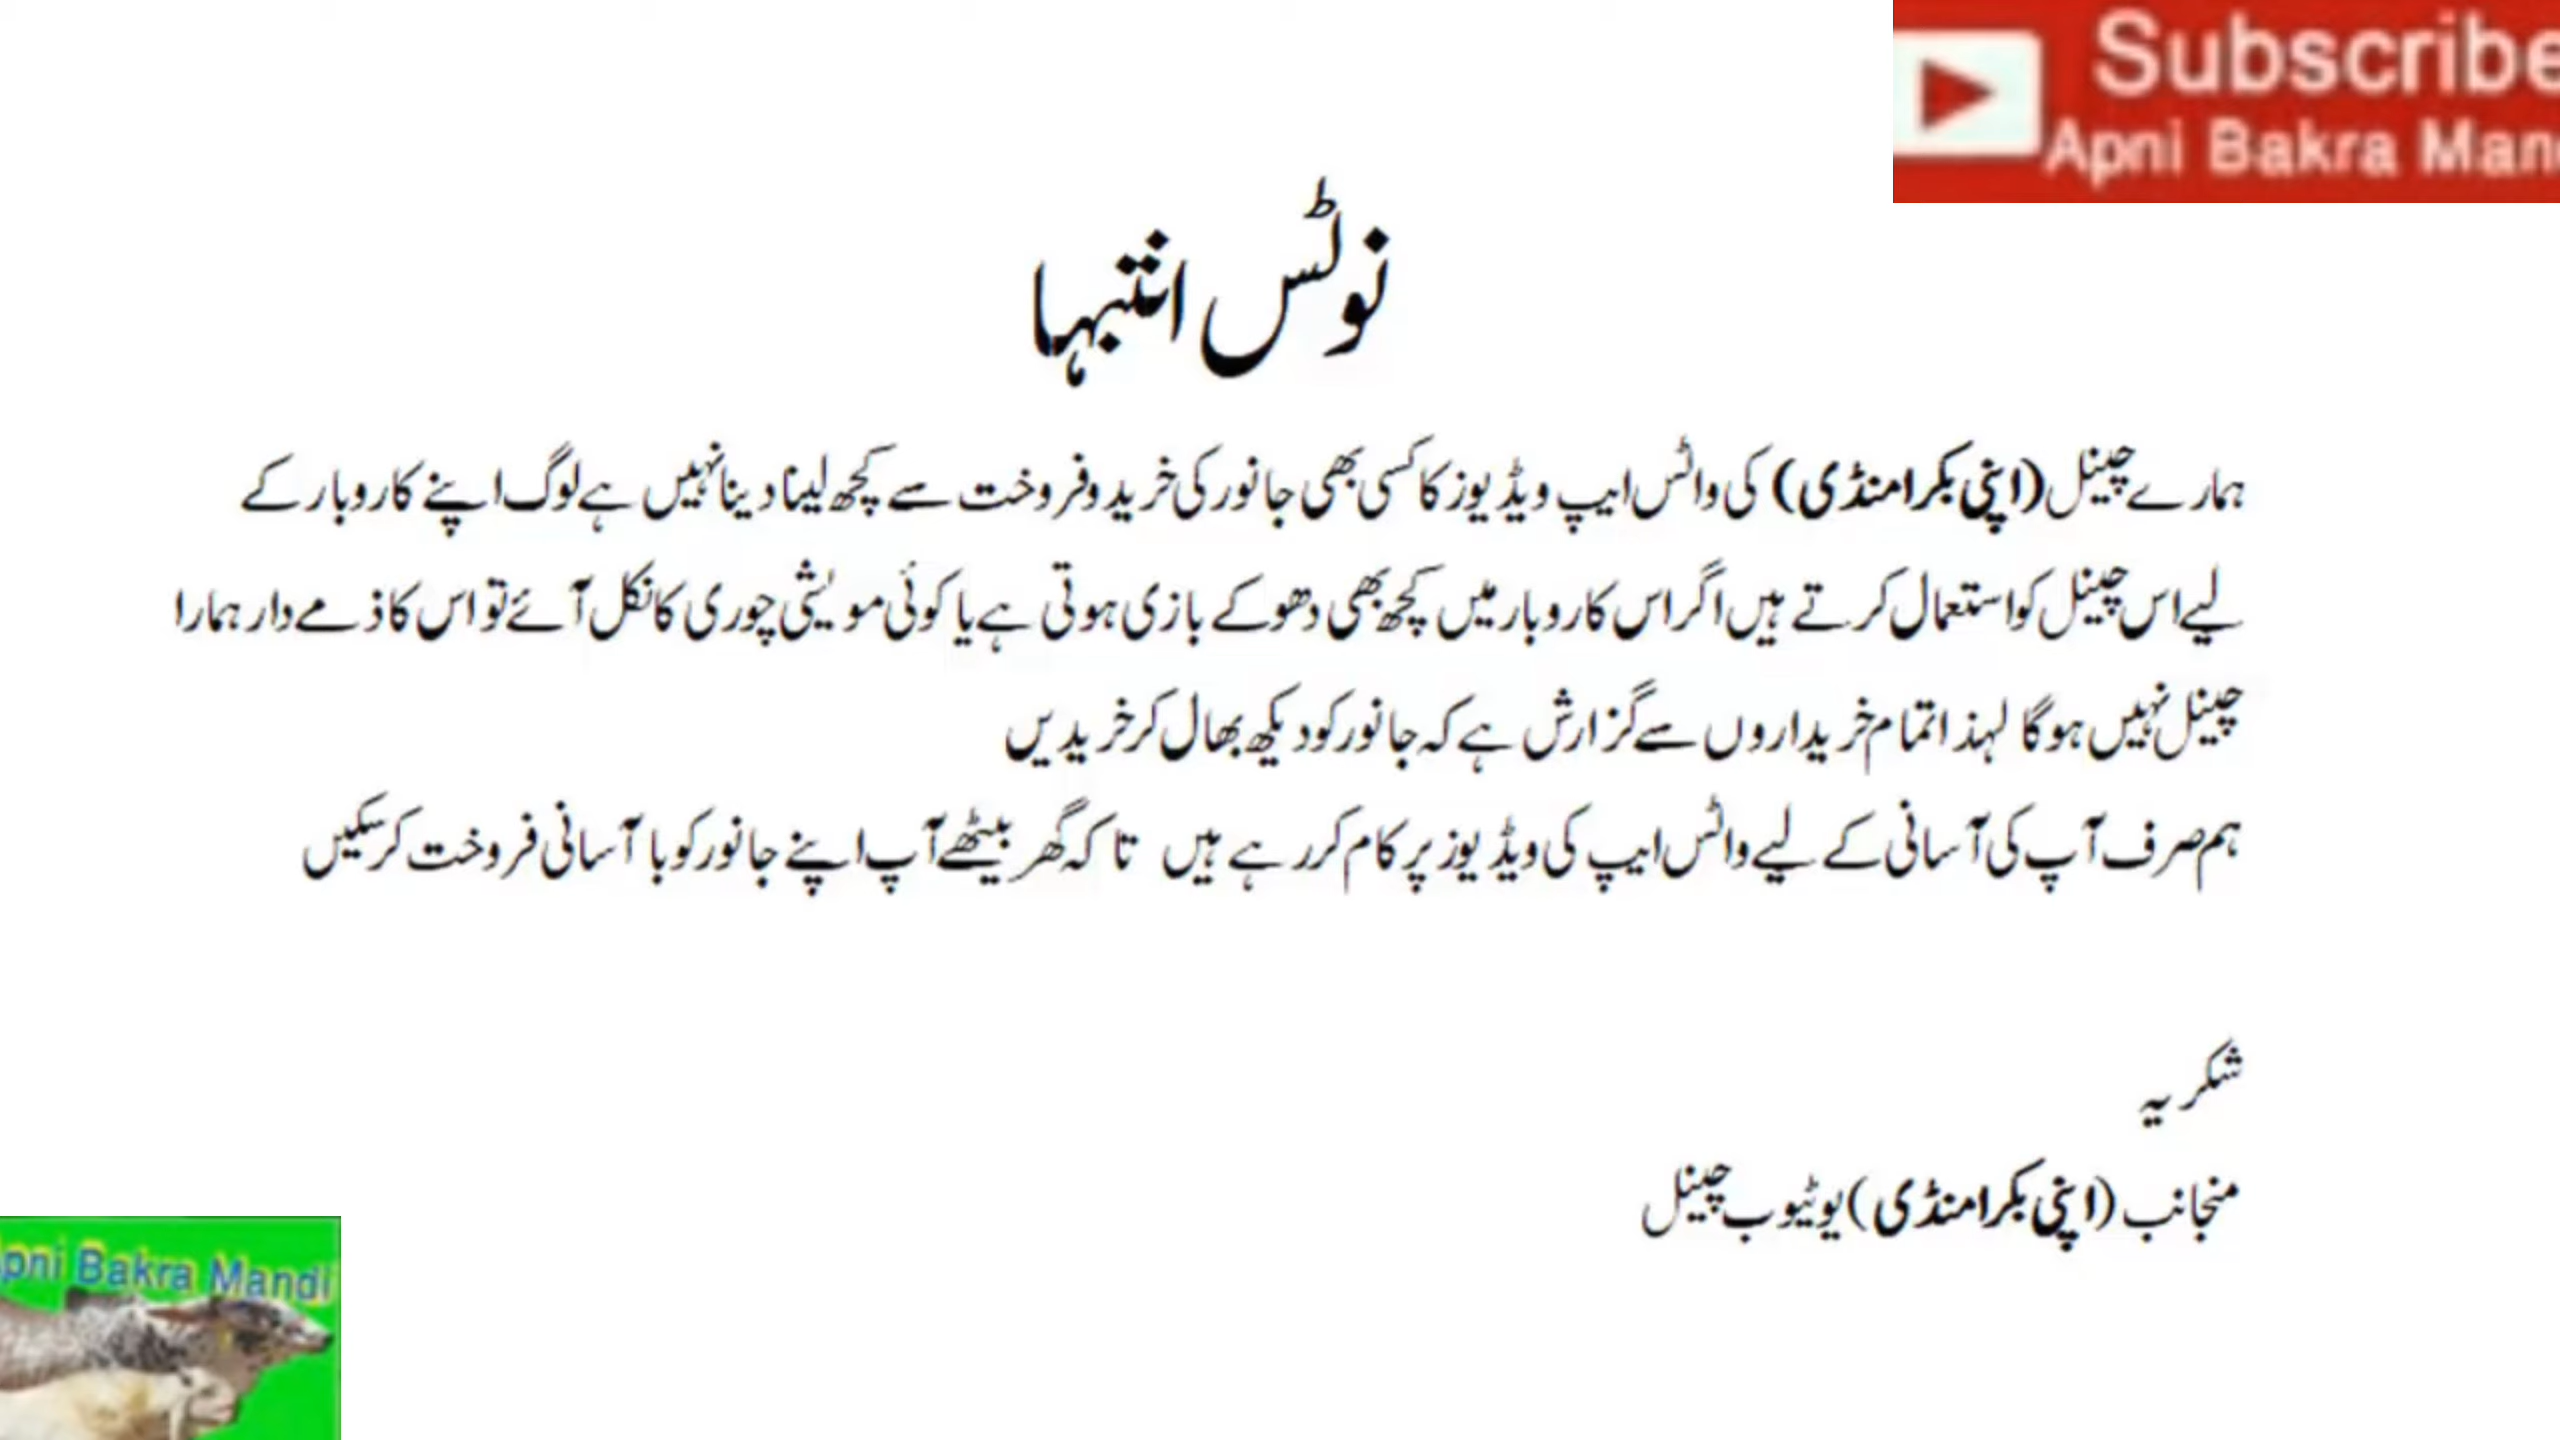 Subscribe
Apni Bakra Man
نوٹس انتبہا
ہمارے چینل (اپنی بکرا منڈی) کی واٹس ایپ ویڈیوز کا کسی بھی جانور کی خرید و فروخت سے کچھ لینا دینا نہیں ہے لوگ اپنے کاروبار کے
لیے اس چینل کو استعمال کرتے ہیں اگر اس کاروبار میں کچھ بھی دھوکے بازی ہوتی ہے یا کوئی مویشی چوری کا نکل آئے تو اس کا ذمے دار ہمارا
چینل نہیں ہوگا لہذا تمام خریداروں سے گزارش ہے کہ جانور کو دیکھ بھال کر خریدیں
ہم صرف آپ کی آسانی کے لیے واٹس ایپ کی ویڈیوز پر کام کر رہے ہیں تا کہ گھر بیٹھے آپ اپنے جانور کو با آسانی فروخت کر سکیں
شکریہ
منجانب (اپنی بکرا منڈی) یوٹیوب چینل
pni Bakra Mandi